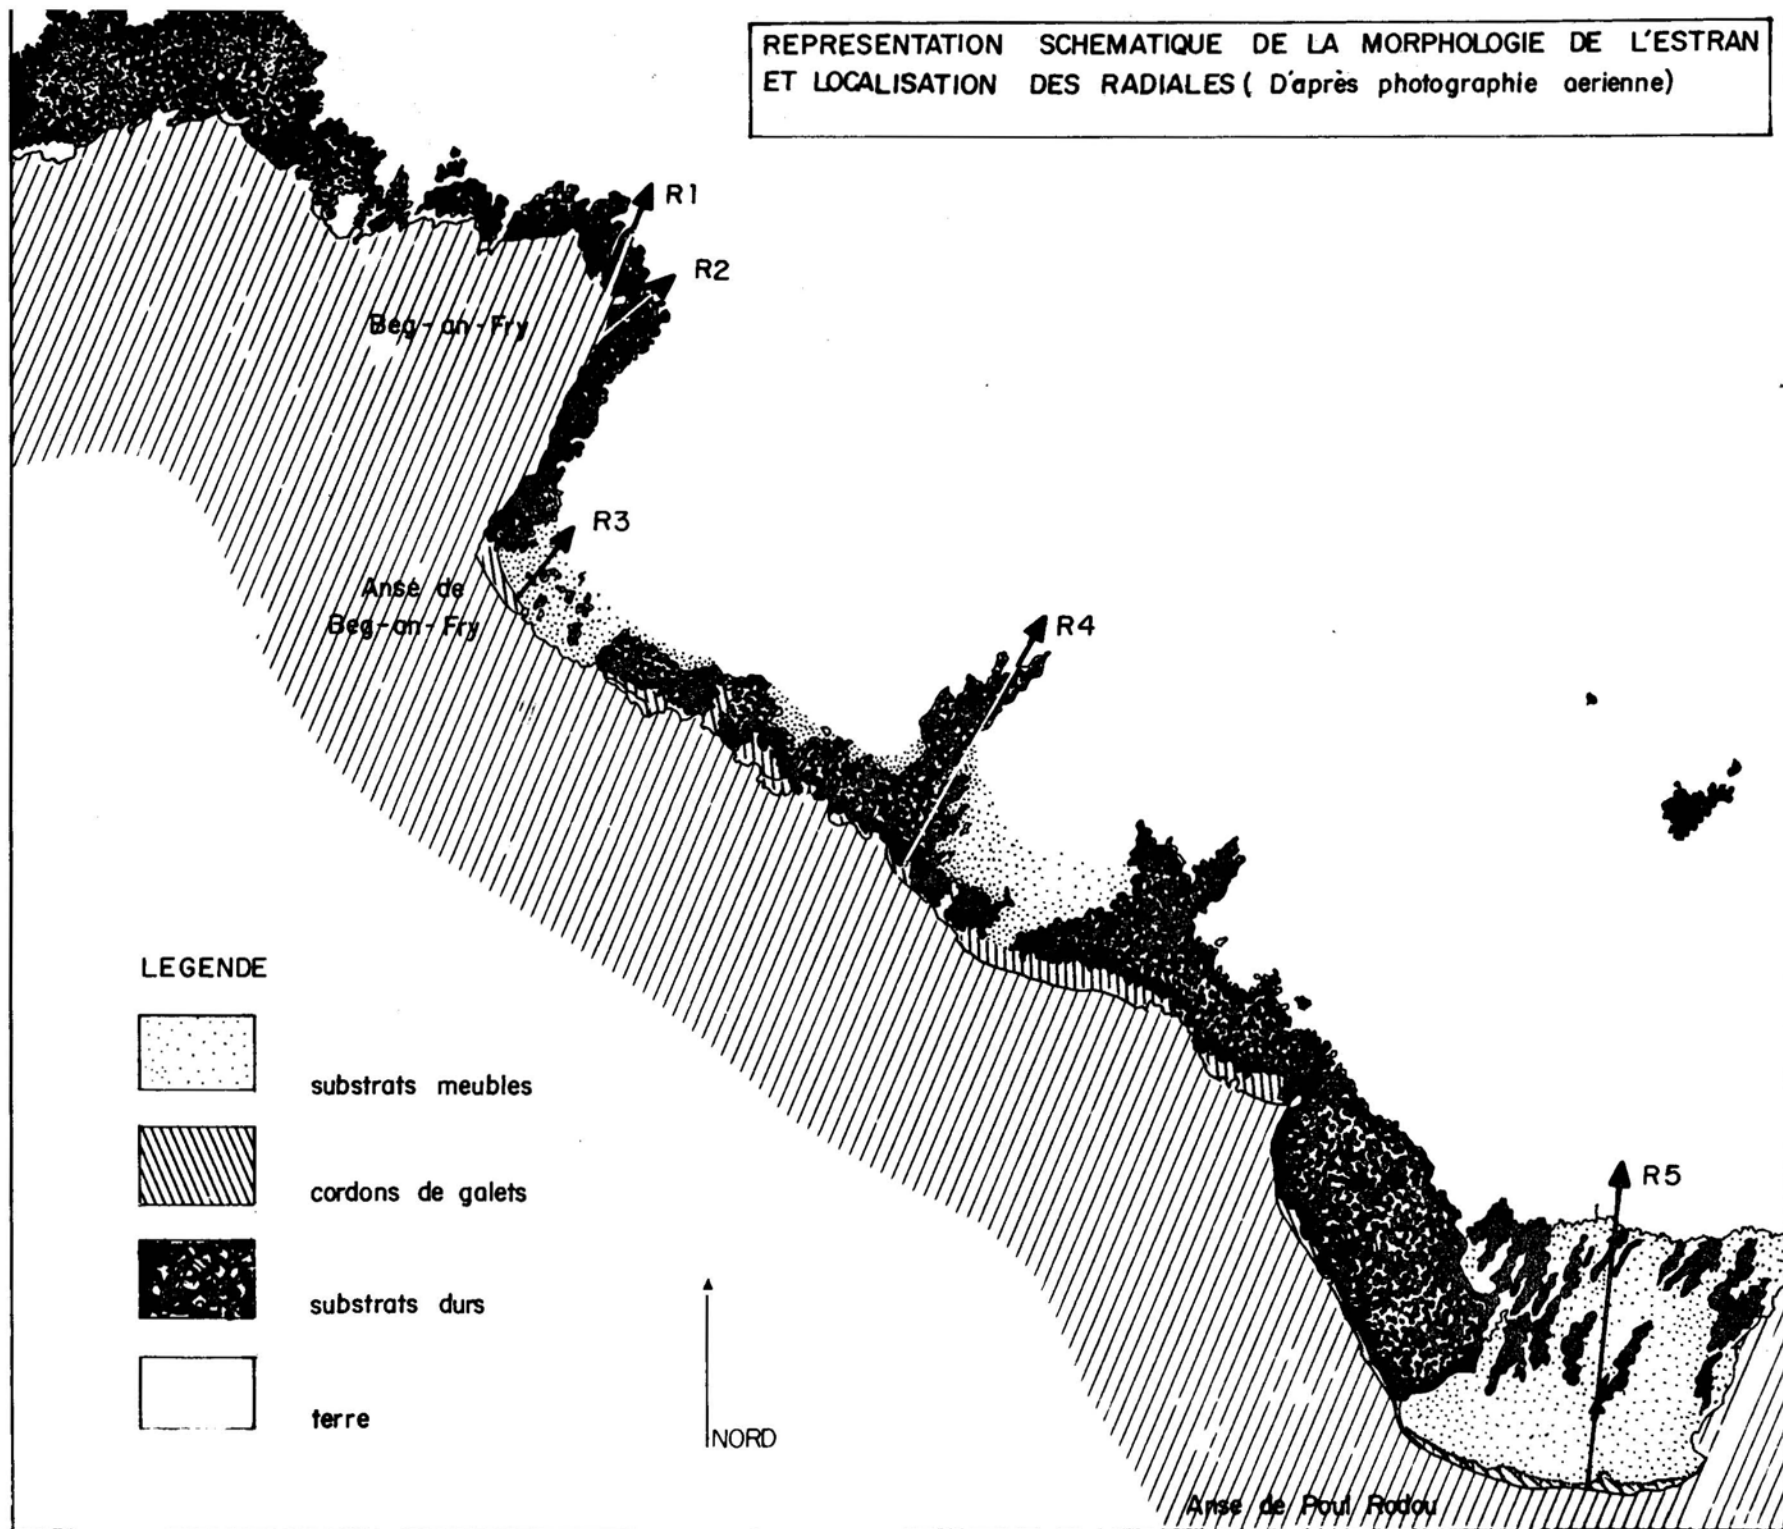 REPRESENTATION SCHEMATIQUE DE LA MORPHOLOGIE DE L'ESTRAN
ET LOCALISATION DES RADIALES ( D'après photographie aerienne)
R1
R2
Beg-an-Fry
R3
Anse de
Beg-an-Fry
R4
LEGENDE
substrats meubles
cordons de galets
R5
substrats durs
terre
NORD
Anse de Poul Rodou